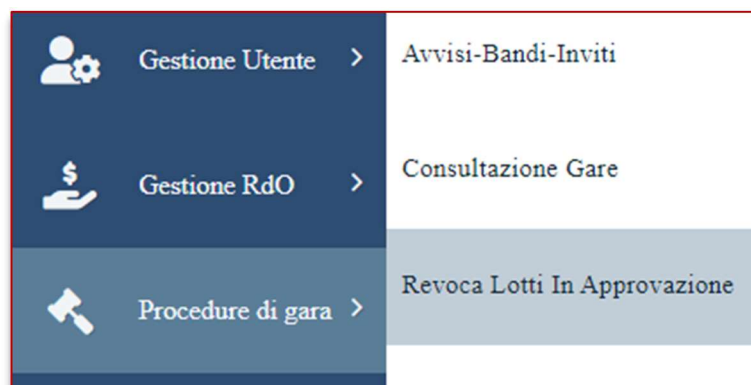 Gestione Utente
Gestione RdO
Procedure di gara
Avvisi-Bandi-Inviti
Consultazione Gare
Revoca Lotti In Approvazione